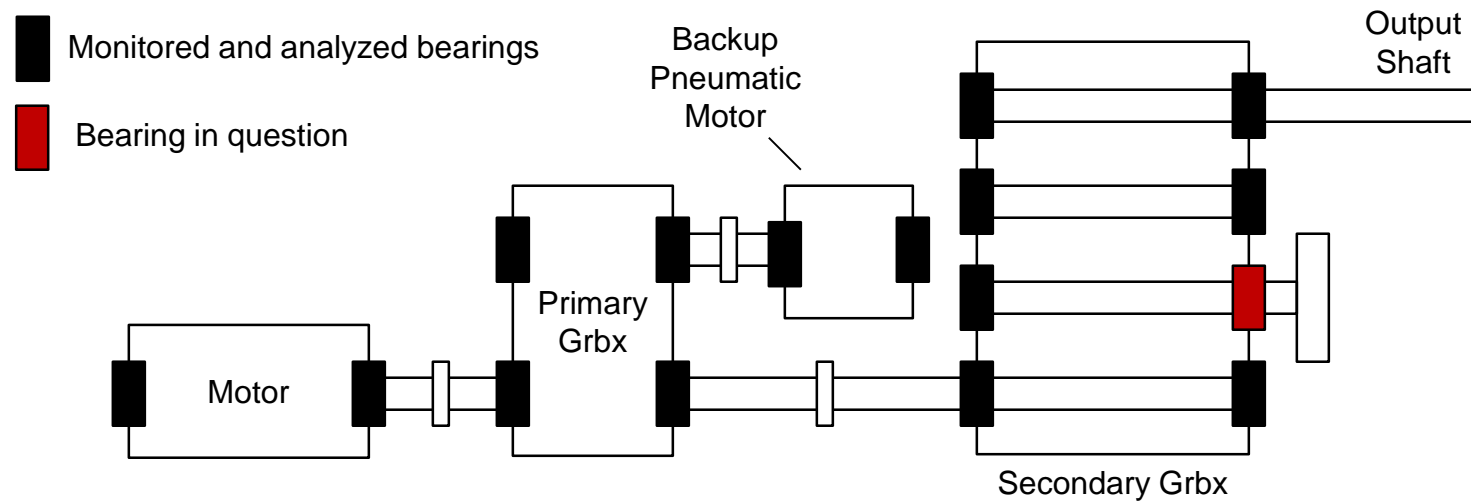 Monitored and analyzed bearings
Bearing in question
Backup
Pneumatic
Motor
Output
Shaft
Primary
Grbx
Motor
Secondary Grbx